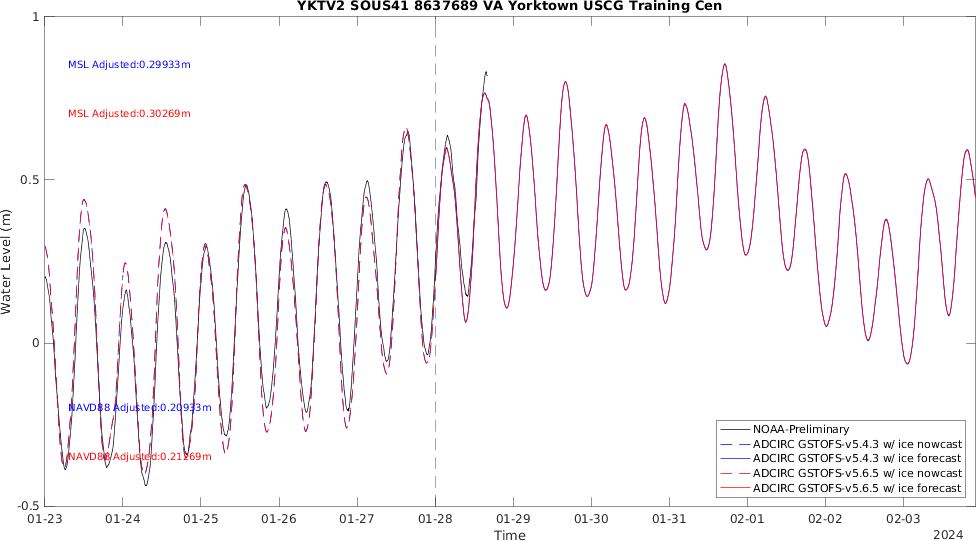 YKTV2 SOUS41 8637689 VA Yorktown USCG Training Cen
1
MSL Adjusted:0.29933m
MSL Adjusted:0.30269m
0.5
Water Level (m)
0
NAVD88 Adjusted:0.20933m
NAVD88 Adjusted:0.21269m
-0.5
NOAA-Preliminary
ADCIRC GSTOFS-v5.4.3 w/ ice nowcast
ADCIRC GSTOFS-v5.4.3 w/ ice forecast
ADCIRC GSTOFS-v5.6.5 w/ ice nowcast
ADCIRC GSTOFS-v5.6.5 w/ ice forecast
01-23 01-24 01-25 01-26 01-27 01-28 01-29 01-30 01-31 02-01 02-02 02-03
Time
2024